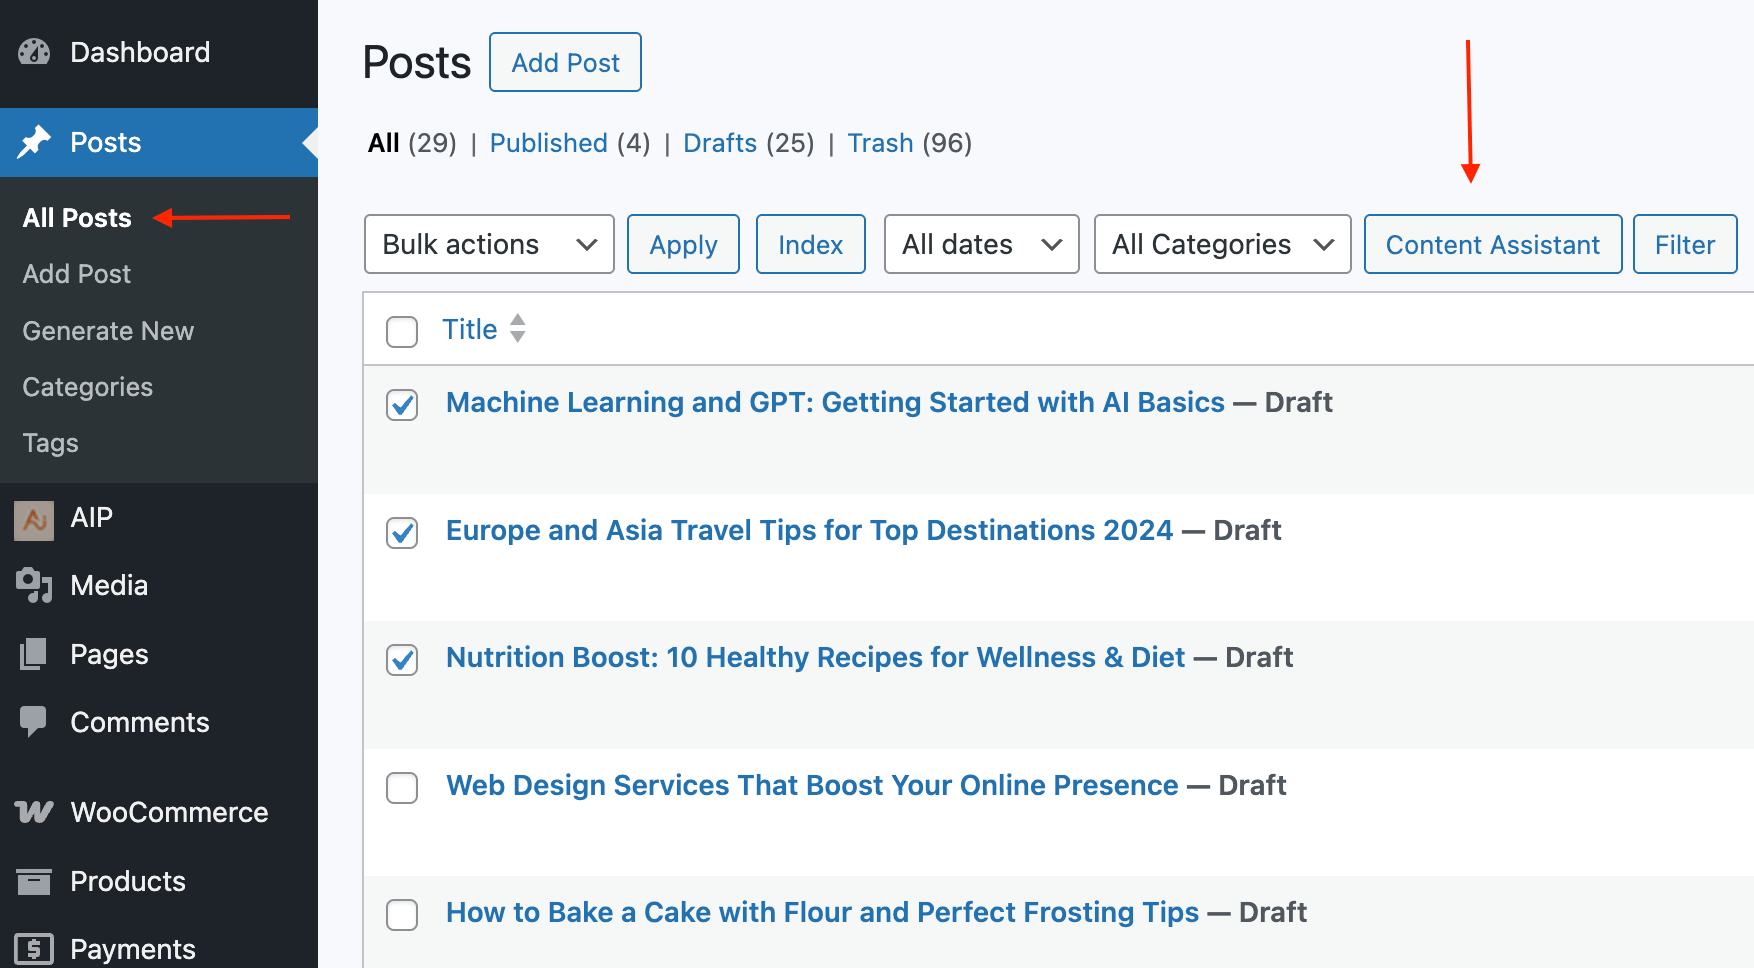 Dashboard
Posts
All Posts
Add Post
Generate New
Categories
Tags
AIP
Media
Pages
Comments
WooCommerce
Products
Payments
Posts Add Post
All (29) | Published (4) | Drafts (25) | Trash (96)
Bulk actions Apply Index All dates All Categories Content Assistant Filter
Title
Machine Learning and GPT: Getting Started with AI Basics — Draft
Europe and Asia Travel Tips for Top Destinations 2024 — Draft
Nutrition Boost: 10 Healthy Recipes for Wellness & Diet — Draft
Web Design Services That Boost Your Online Presence — Draft
How to Bake a Cake with Flour and Perfect Frosting Tips — Draft